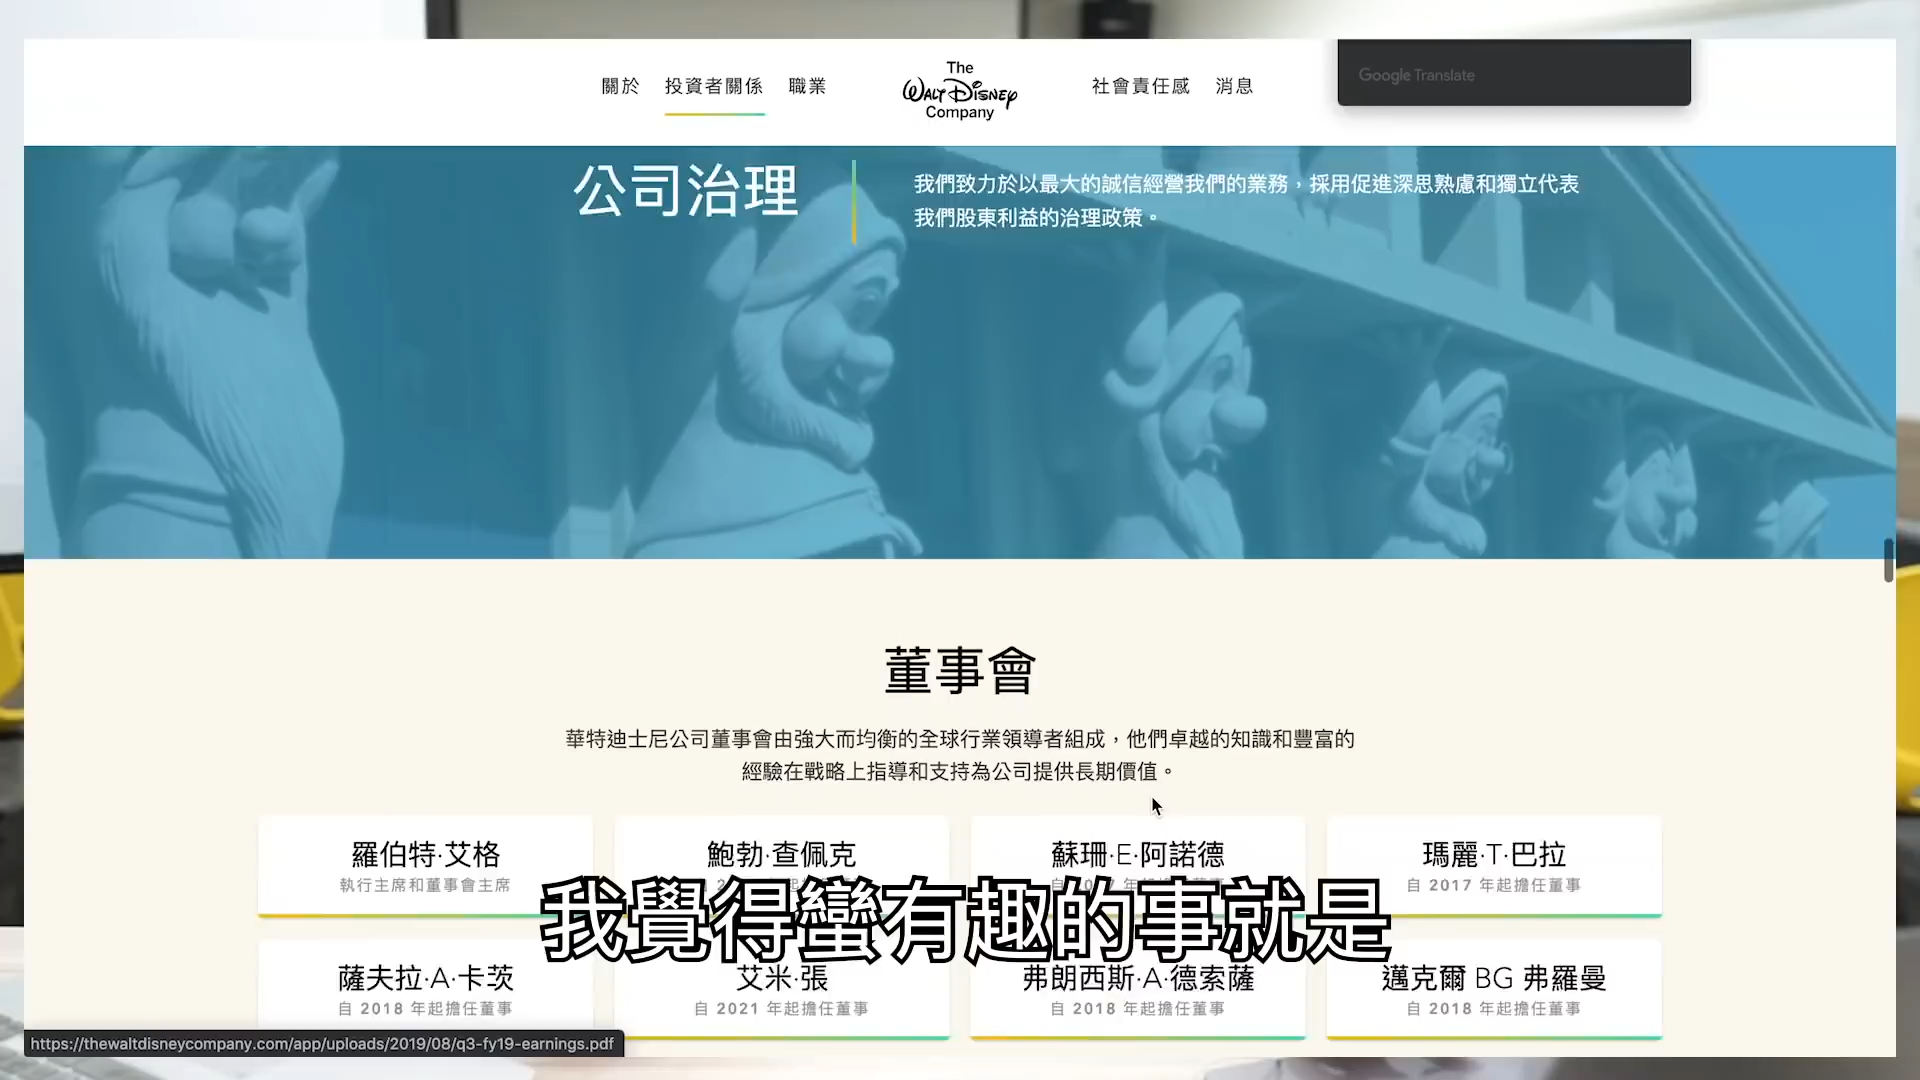 關於
投資者關係
職業
The
Walt Disney
Company
社會責任感
消息
Google Translate
公司治理
我們致力於以最大的誠信經營我們的業務，採用促進深思熟慮和獨立代表
我們股東利益的治理政策。
董事會
華特迪士尼公司董事會由強大而均衡的全球行業領導者組成，他們卓越的知識和豐富的
經驗在戰略上指導和支持為公司提供長期價值。
羅伯特·艾格
執行主席和董事會主席
鮑勃·查佩克
蘇珊·E·阿諾德
瑪麗·T·巴拉
自 2017 年起擔任董事
我覺得蠻有趣的事就是
薩夫拉·A·卡茨
自 2018 年起擔任董事
艾米·張
自 2021 年起擔任董事
弗朗西斯·A·德索薩
自 2018 年起擔任董事
邁克爾 BG 弗羅曼
自 2018 年起擔任董事
https://thewaltdisneycompany.com/app/uploads/2019/08/q3-fy19-earnings.pdf